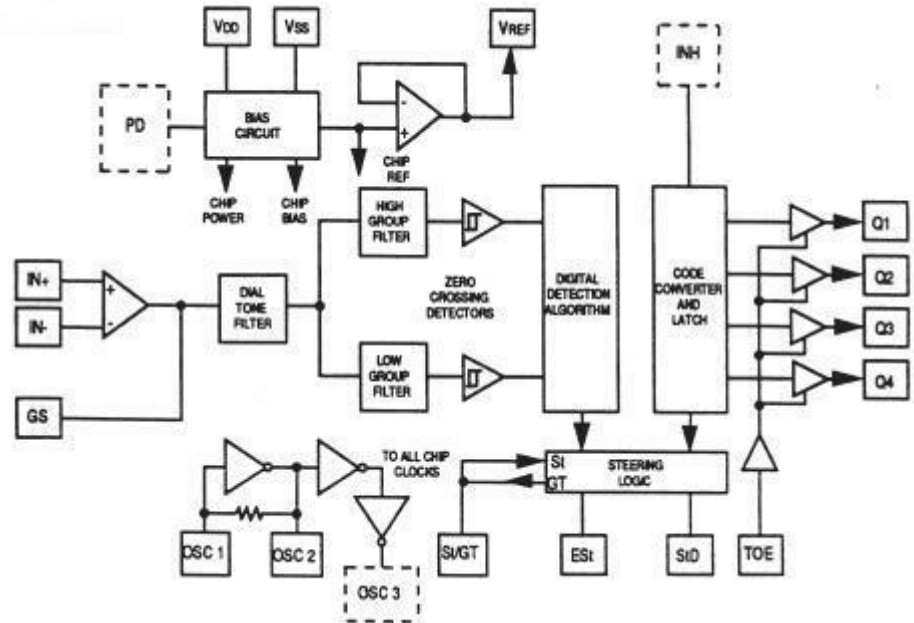 VDD
VSS
VREF
INH
PD
BIAS
CIRCUIT
-
+
CHIP
REF
CHIP
POWER
CHIP
BIAS
HIGH
GROUP
FILTER
IN+
+
IN-
-
DIAL
TONE
FILTER
ZERO
CROSSING
DETECTORS
DIGITAL
DETECTION
ALGORITHM
CODE
CONVERTER
AND
LATCH
Q1
Q2
Q3
Q4
LOW
GROUP
FILTER
GS
TO ALL CHIP
CLOCKS
St
GT
STEERING
LOGIC
OSC 1
OSC 2
OSC 3
St/GT
ESt
StD
TOE